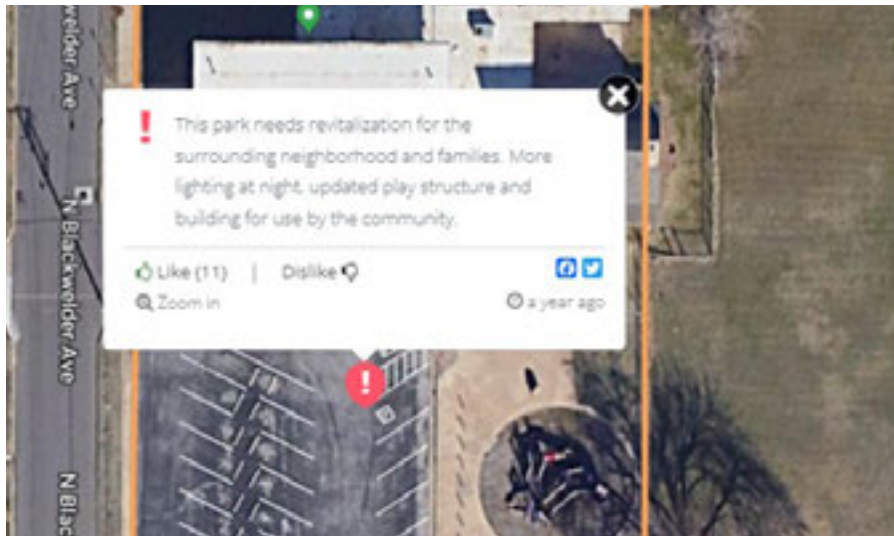 welder Ave
This park needs revitalization for the
surrounding neighborhood and families. More
lighting at night, updated play structure and
building for use by the community.
N Blackwelder Ave
Like (11) | Dislike
Zoom in
a year ago
N Blac